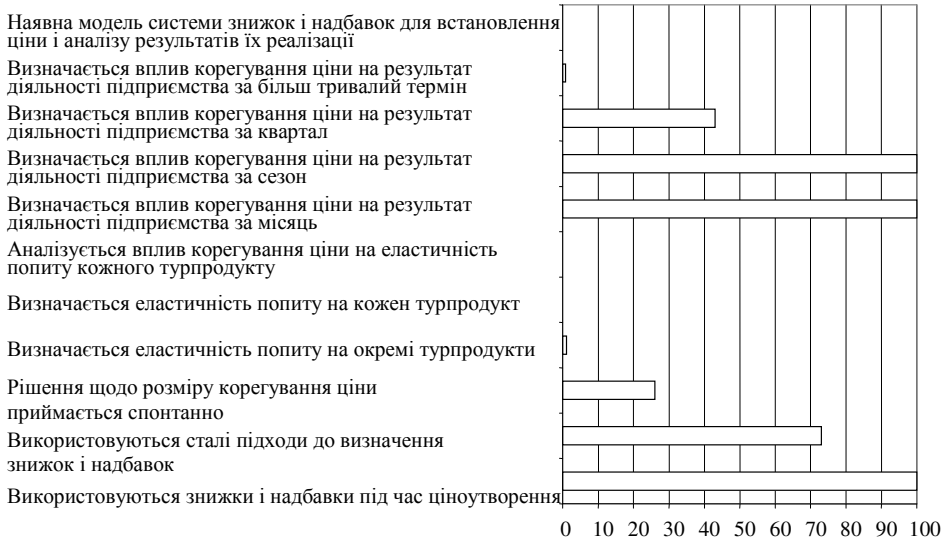 Наявна модель системи знижок і надбавок для встановлення
ціни і аналізу результатів їх реалізації
Визначається вплив корегування ціни на результат
діяльності підприємства за більш тривалий термін
Визначається вплив корегування ціни на результат
діяльності підприємства за квартал
Визначається вплив корегування ціни на результат
діяльності підприємства за сезон
Визначається вплив корегування ціни на результат
діяльності підприємства за місяць
Аналізується вплив корегування ціни на еластичність
попиту кожного турпродукту
Визначається еластичність попиту на кожен турпродукт
Визначається еластичність попиту на окремі турпродукти
Рішення щодо розміру корегування ціни
приймається спонтанно
Використовуються сталі підходи до визначення
знижок і надбавок
Використовуються знижки і надбавки під час ціноутворення
0 10 20 30 40 50 60 70 80 90 100